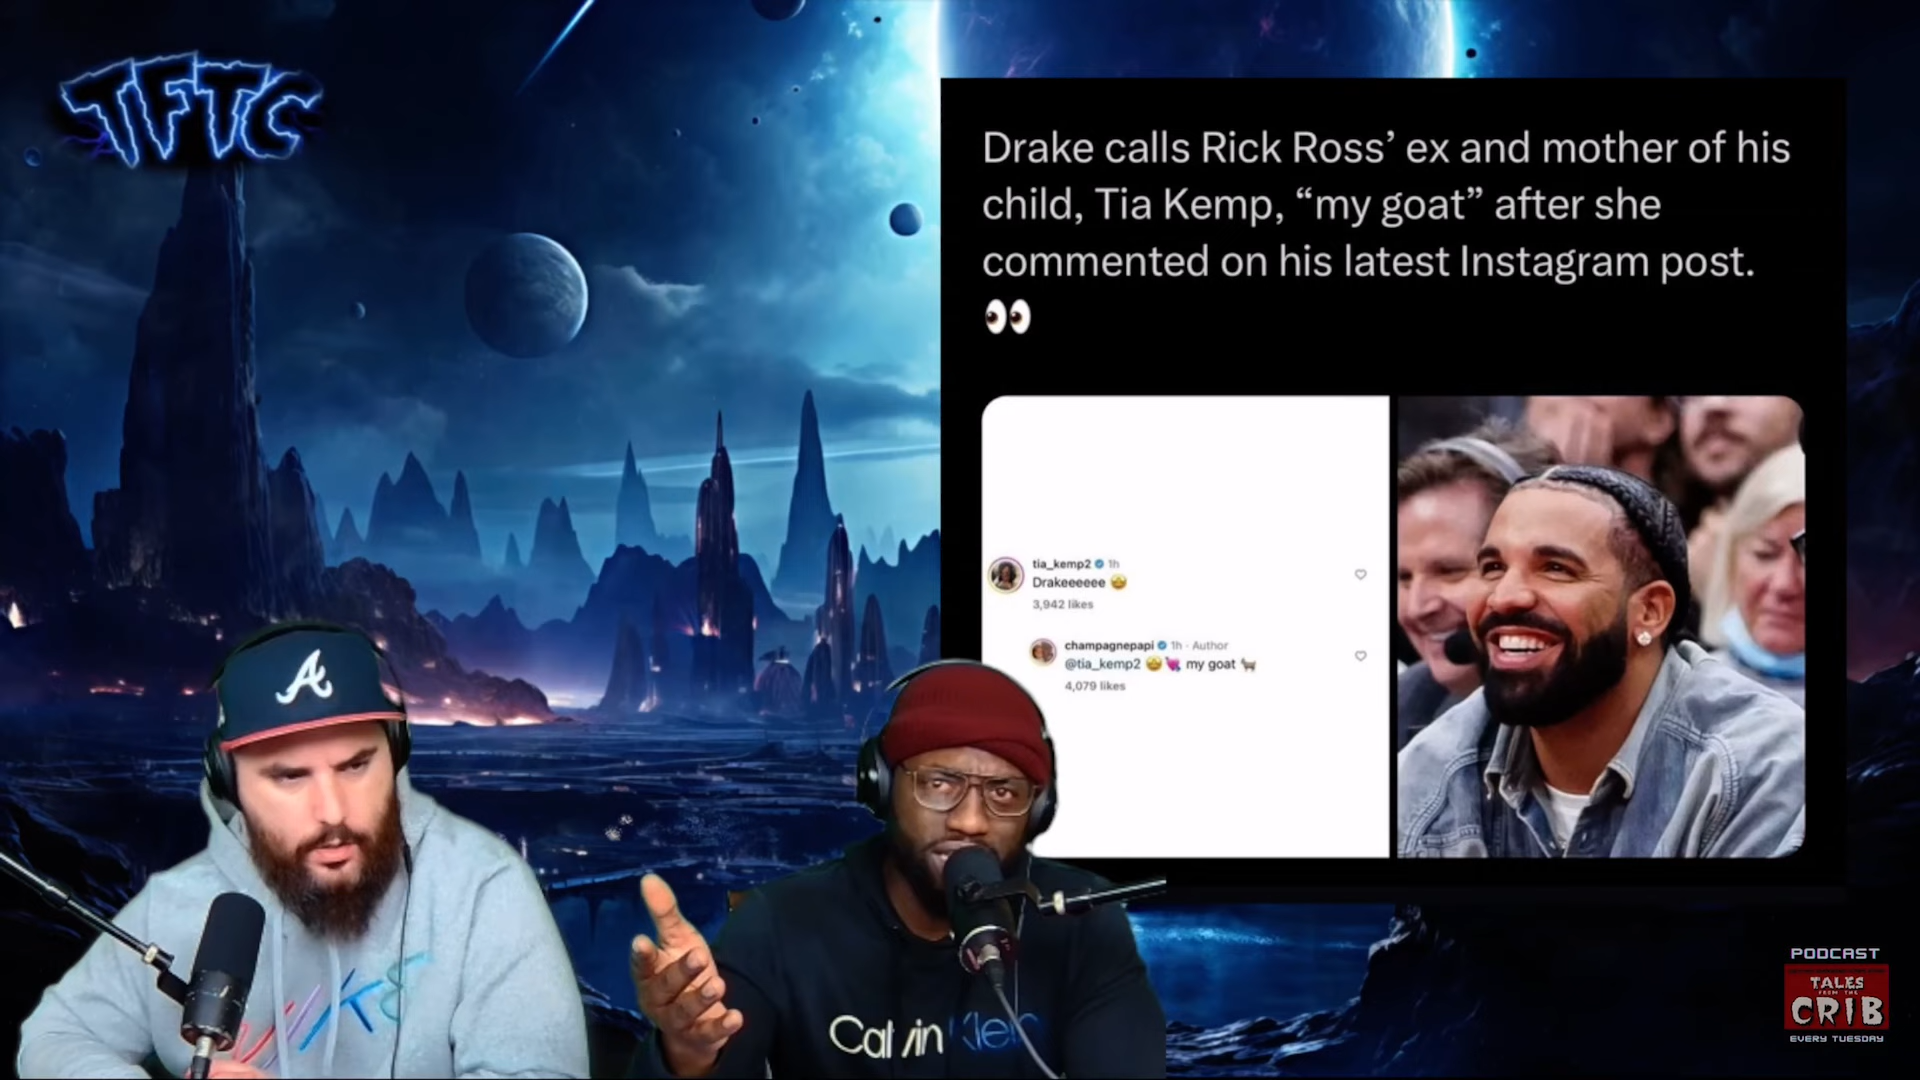 TFTC
Drake calls Rick Ross’ ex and mother of his
child, Tia Kemp, “my goat” after she
commented on his latest Instagram post.
👀
tia_kemp2 1h
Drakeeeeee 🤩
3,942 likes
champagnepapi 1h · Author
@tia_kemp2 🤩💘 my goat 🐐
4,079 likes
A
Calvin Klein
PODCAST
TALES
FROM THE
CRIB
EVERY TUESDAY